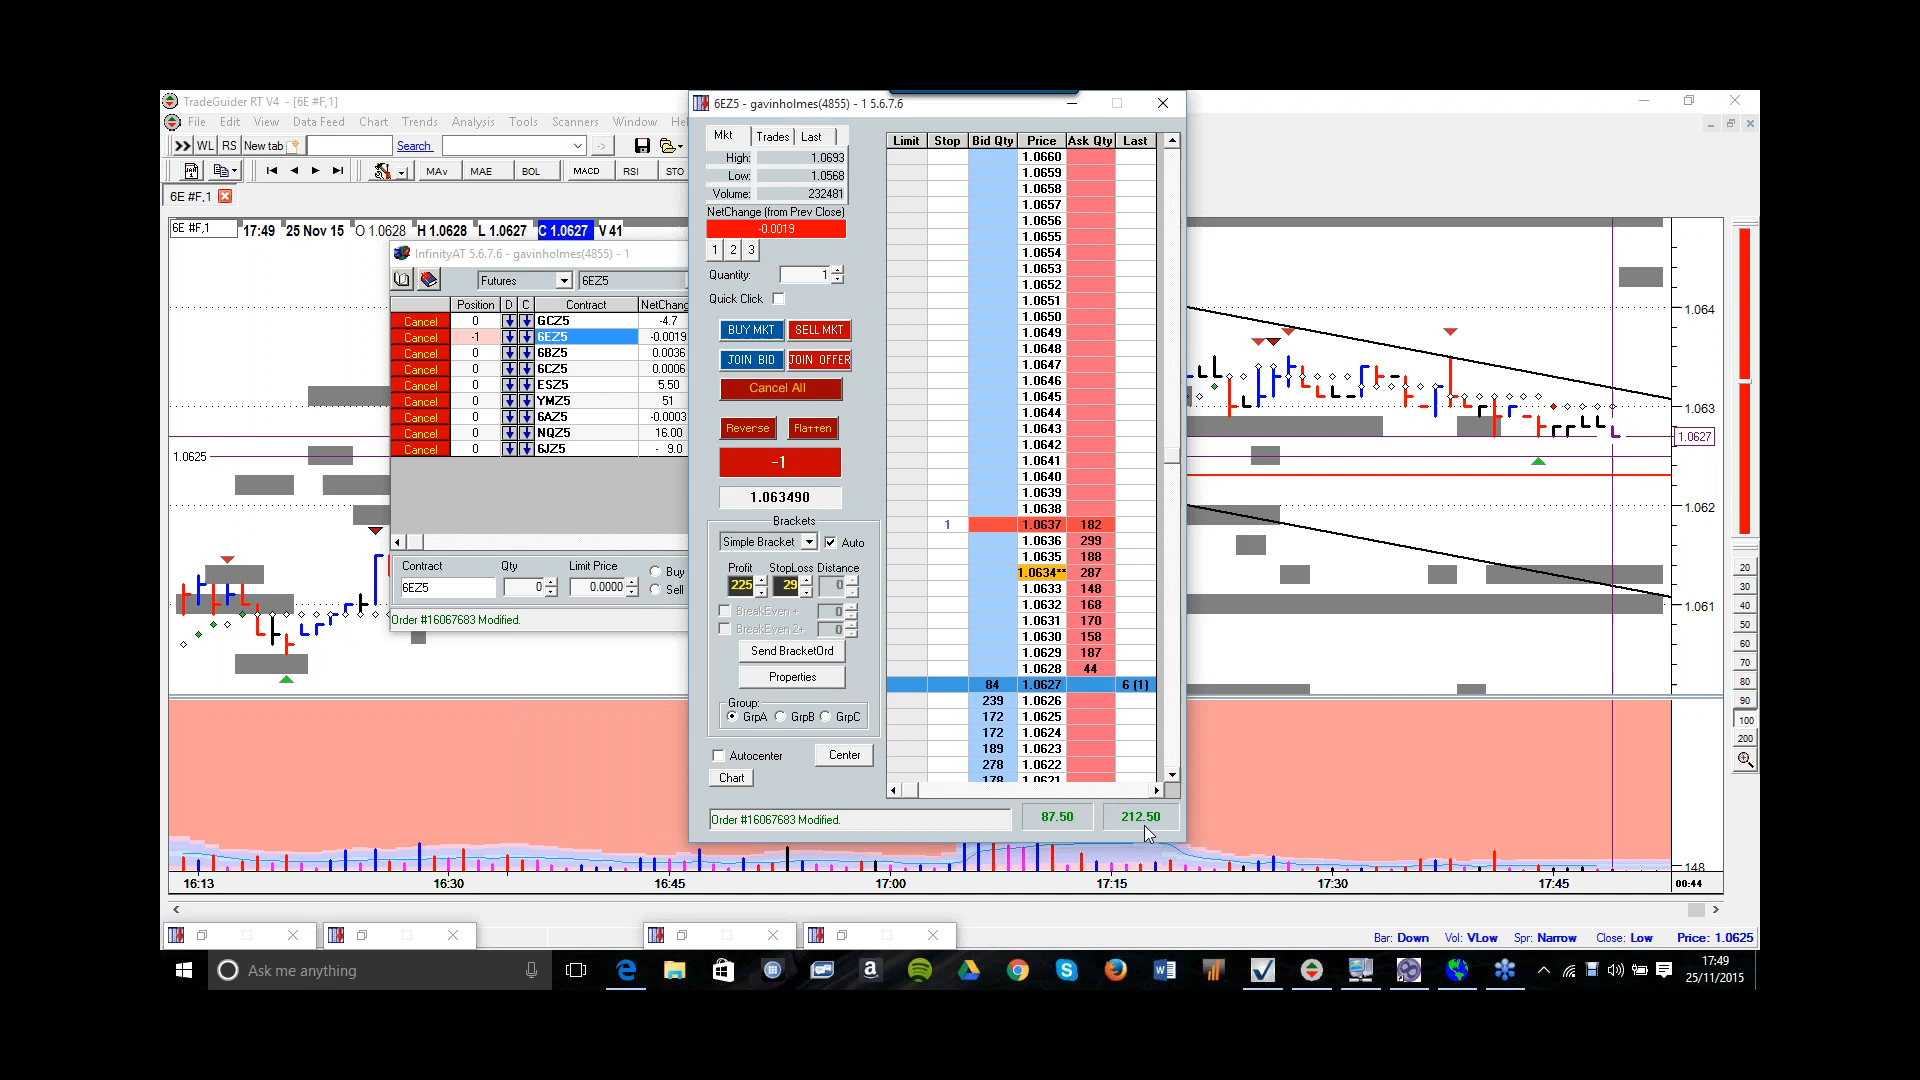 TradeGuider RT V4 - [6E #F,1]
File Edit View Data Feed Chart Trends Analysis Tools Scanners Window
WL RS New tab Search
MAv MAE BOL MACD RSI STO
6E #F,1
6E #F,1 17:49 25 Nov 15 O 1.0628 H 1.0628 L 1.0627 C 1.0627 V 41
InfinityAT 5.6.7.6 - gavinholmes(4855) - 1
Futures 6EZ5
Position D C Contract NetChang
Cancel 0 GCZ5 -4.7
Cancel -1 6EZ5 -0.0019
Cancel 0 6BZ5 0.0036
Cancel 0 6CZ5 0.0006
Cancel 0 ESZ5 5.50
Cancel 0 YMZ5 51
Cancel 0 6AZ5 -0.0003
Cancel 0 NQZ5 16.00
Cancel 0 6JZ5 - 9.0
Contract Qty Limit Price Buy
6EZ5 0 0.0000 Sell
Order #16067683 Modified.
1.0625
6EZ5 - gavinholmes(4855) - 1 5.6.7.6
Mkt Trades Last
High: 1.0693
Low: 1.0568
Volume: 232481
NetChange (from Prev Close)
-0.0019
1 2 3
Quantity: 1
Quick Click
BUY MKT SELL MKT
JOIN BID JOIN OFFER
Cancel All
Reverse Flatten
-1
1.063490
Brackets
Simple Bracket Auto
Profit StopLoss Distance
225 29 0
BreakEven + 0
BreakEven 2+ 0
Send BracketOrd
Properties
Group:
GrpA GrpB GrpC
Autocenter Center
Chart
Order #16067683 Modified. 87.50 212.50
Limit Stop Bid Qty Price Ask Qty Last
1.0660
1.0659
1.0658
1.0657
1.0656
1.0655
1.0654
1.0653
1.0652
1.0651
1.0650
1.0649
1.0648
1.0647
1.0646
1.0645
1.0644
1.0643
1.0642
1.0641
1.0640
1.0639
1.0638
1 1.0637 182
1.0636 299
1.0635 188
1.0634** 287
1.0633 148
1.0632 168
1.0631 170
1.0630 158
1.0629 187
1.0628 44
84 1.0627 6 (1)
239 1.0626
172 1.0625
172 1.0624
189 1.0623
278 1.0622
178 1.0621
1.064
1.063
1.0627
1.062
1.061
148
20
30
40
50
60
70
80
90
100
200
16:13 16:30 16:45 17:00 17:15 17:30 17:45 00:44
Bar: Down Vol: VLow Spr: Narrow Close: Low Price: 1.0625
Ask me anything
17:49
25/11/2015